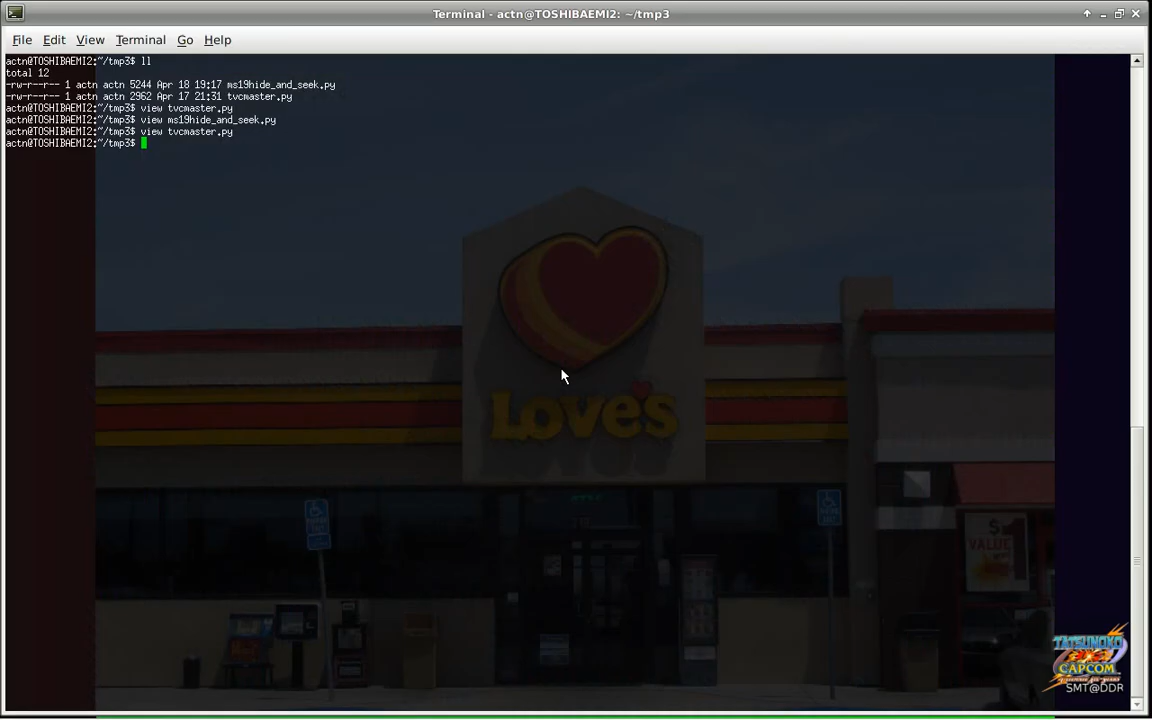 Terminal - actn@TOSHIBAEMI2: ~/tmp3
File Edit View Terminal Go Help
actn@TOSHIBAEMI2:~/tmp3$ ll
total 12
-rw-r--r-- 1 actn actn 5244 Apr 18 19:17 ms19hide_and_seek.py
-rw-r--r-- 1 actn actn 2962 Apr 17 21:31 tvcmaster.py
actn@TOSHIBAEMI2:~/tmp3$ view tvcmaster.py
actn@TOSHIBAEMI2:~/tmp3$ view ms19hide_and_seek.py
actn@TOSHIBAEMI2:~/tmp3$ view tvcmaster.py
actn@TOSHIBAEMI2:~/tmp3$
Love's
$1
VALUE
TATSUNOKO
CAPCOM
SMT@DDR